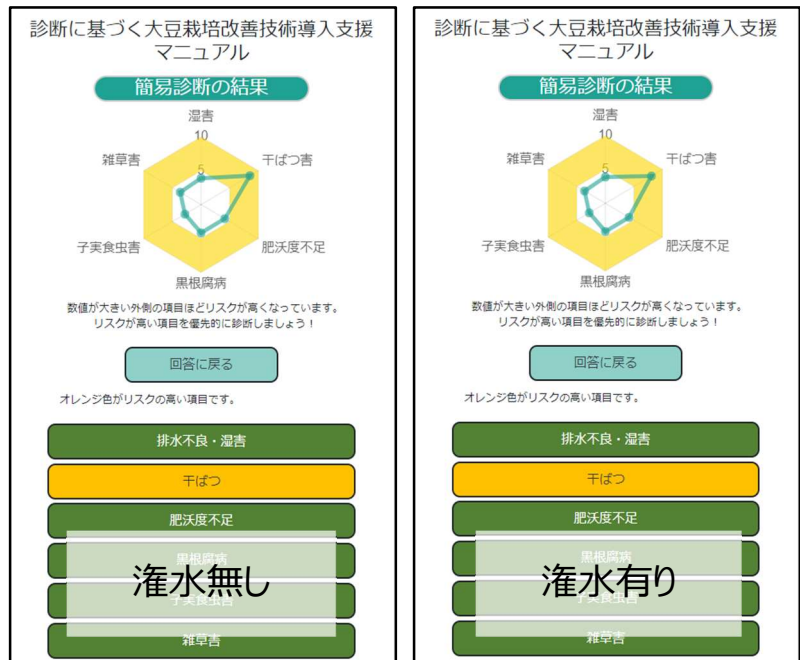 診断に基づく大豆栽培改善技術導入支援
マニュアル
簡易診断の結果
湿害
10
雑草害
干ばつ害
5
子実食虫害
肥沃度不足
黒根腐病
数値が大きい外側の項目ほどリスクが高くなっています。
リスクが高い項目を優先的に診断しましょう！
回答に戻る
オレンジ色がリスクの高い項目です。
排水不良・湿害
干ばつ
肥沃度不足
黒根腐病
灌水無し
子実食虫害
雑草害
診断に基づく大豆栽培改善技術導入支援
マニュアル
簡易診断の結果
湿害
10
雑草害
干ばつ害
5
子実食虫害
肥沃度不足
黒根腐病
数値が大きい外側の項目ほどリスクが高くなっています。
リスクが高い項目を優先的に診断しましょう！
回答に戻る
オレンジ色がリスクの高い項目です。
排水不良・湿害
干ばつ
肥沃度不足
黒根腐病
灌水有り
子実食虫害
雑草害